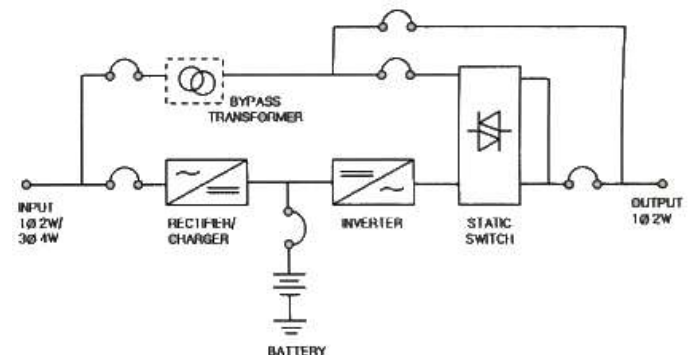 BYPASS
TRANSFORMER
INPUT
1Ø 2W/
3Ø 4W
RECTIFIER/
CHARGER
INVERTER
STATIC
SWITCH
OUTPUT
1Ø 2W
BATTERY